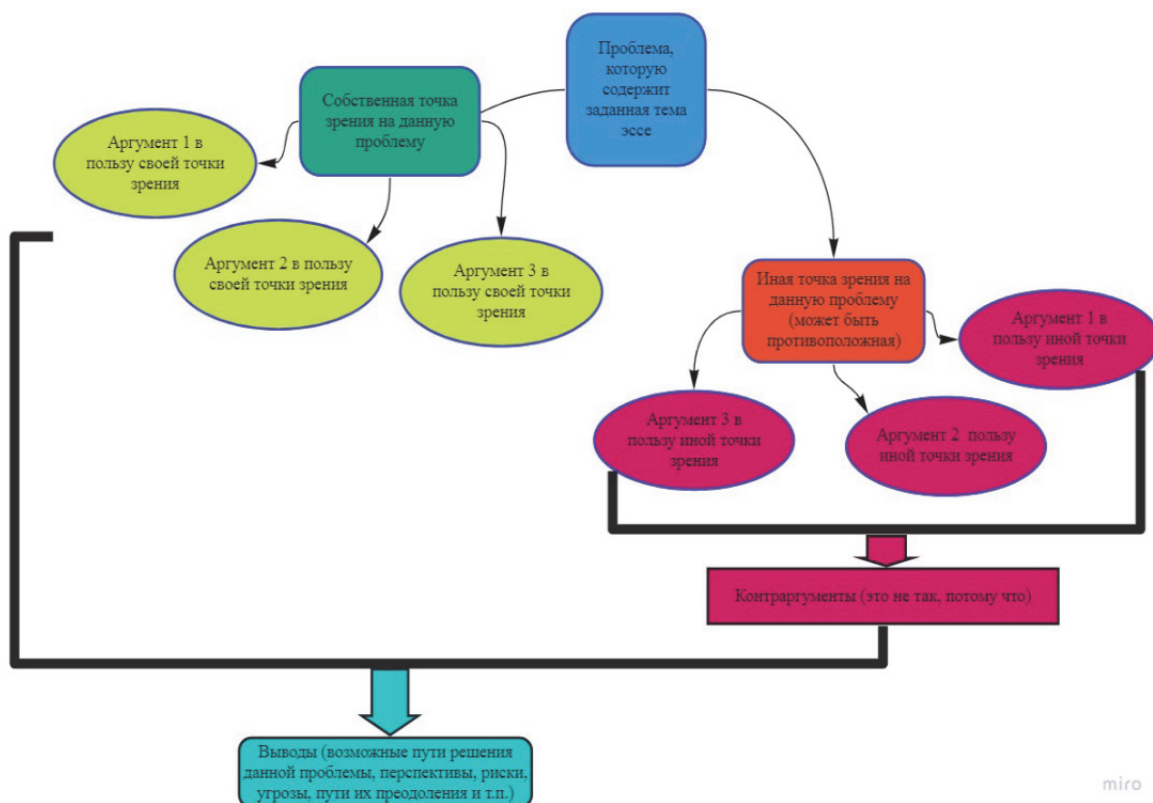 Проблема,
которую
содержит
заданная тема
эссе
Собственная точка
зрения на данную
проблему
Аргумент 1 в
пользу своей точки
зрения
Аргумент 2 в пользу
своей точки зрения
Аргумент 3 в
пользу своей точки
зрения
Иная точка зрения на
данную проблему
(может быть
противоположная)
Аргумент 1 в
пользу иной точки
зрения
Аргумент 3 в
пользу иной точки
зрения
Аргумент 2 пользу
иной точки зрения
Контраргументы (это не так, потому что)
Выводы (возможные пути решения
данной проблемы, перспективы, риски,
угрозы, пути их преодоления и т.п.)
miro